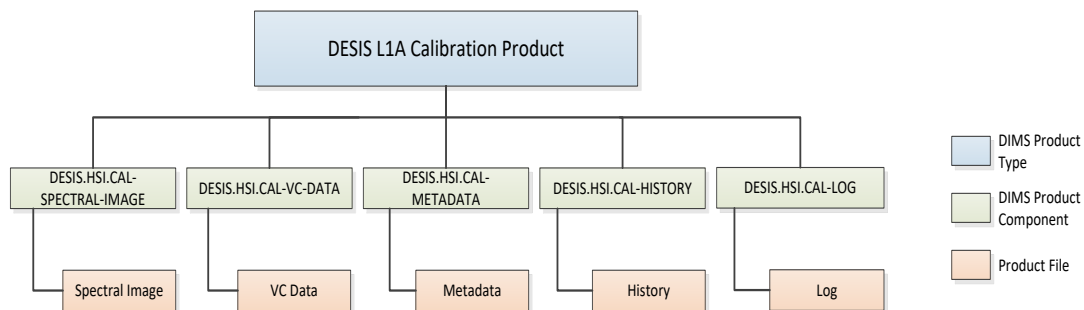 DESIS L1A Calibration Product
DESIS.HSI.CAL-
SPECTRAL-IMAGE
DESIS.HSI.CAL-VC-DATA
DESIS.HSI.CAL-
METADATA
DESIS.HSI.CAL-HISTORY
DESIS.HSI.CAL-LOG
Spectral Image
VC Data
Metadata
History
Log
DIMS Product
Type
DIMS Product
Component
Product File